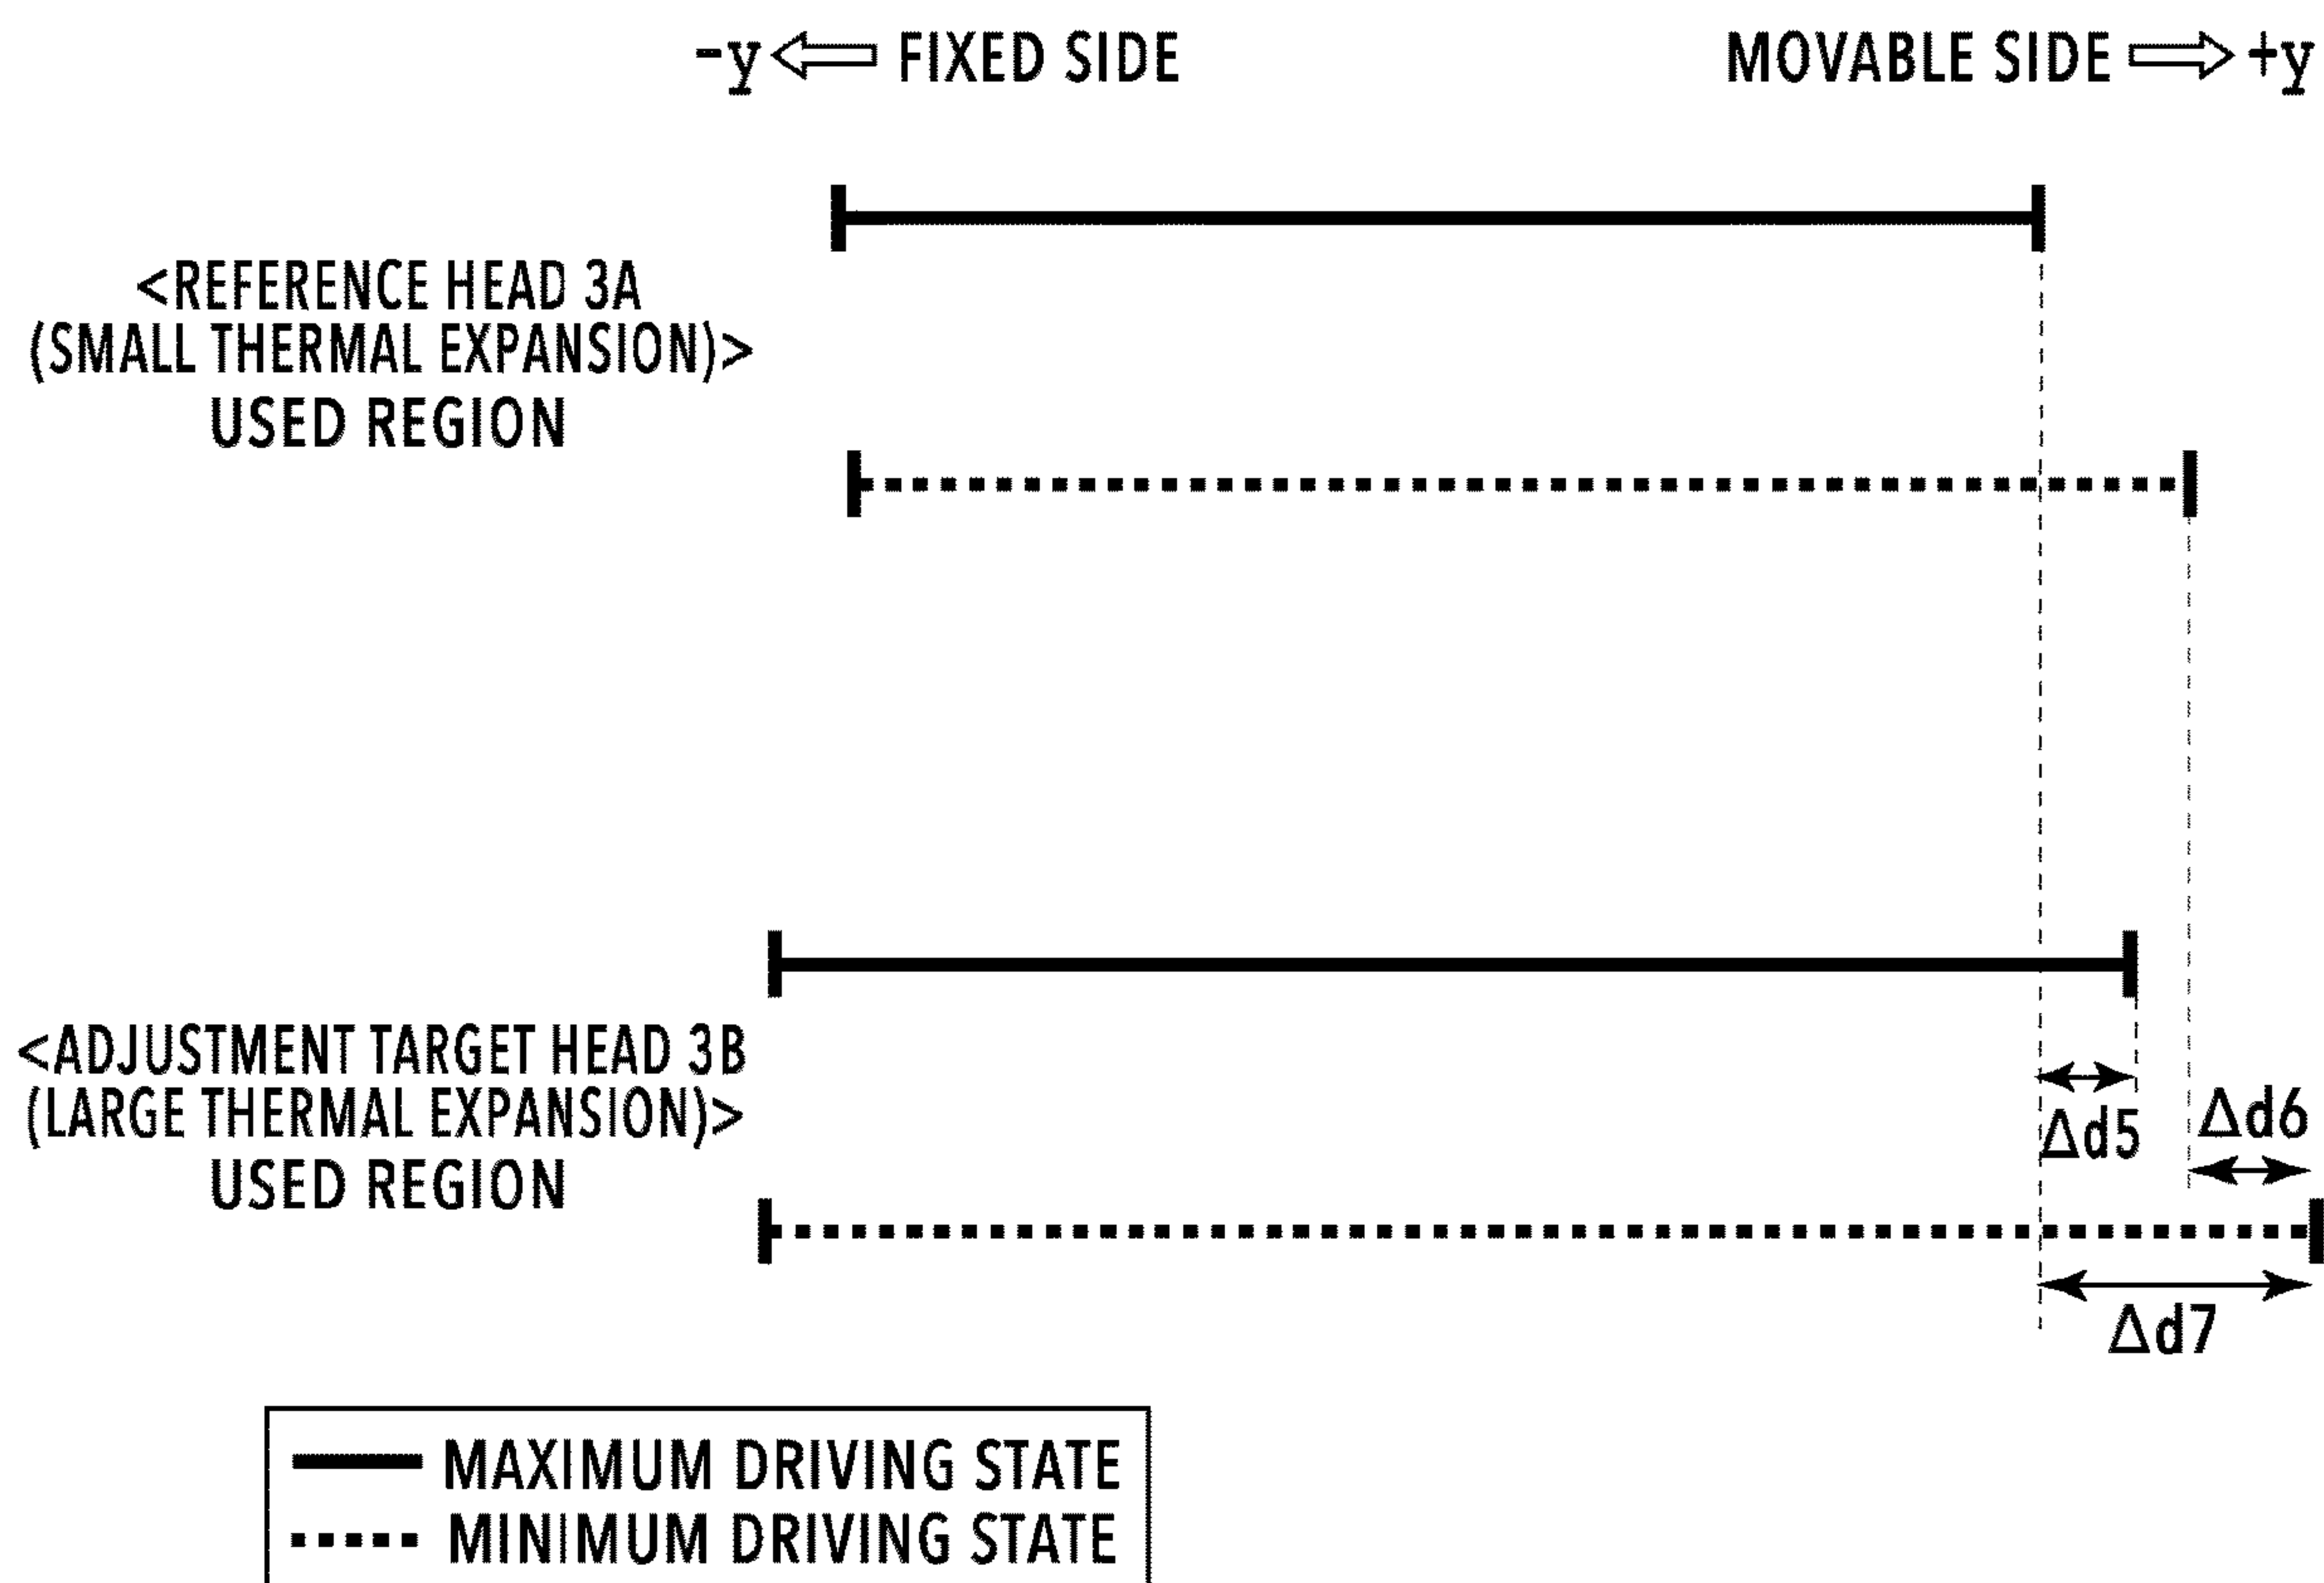 -y FIXED SIDE MOVABLE SIDE +y
<REFERENCE HEAD 3A
(SMALL THERMAL EXPANSION)>
USED REGION
<ADJUSTMENT TARGET HEAD 3B
(LARGE THERMAL EXPANSION)>
USED REGION
Δd5
Δd6
Δd7
MAXIMUM DRIVING STATE
MINIMUM DRIVING STATE